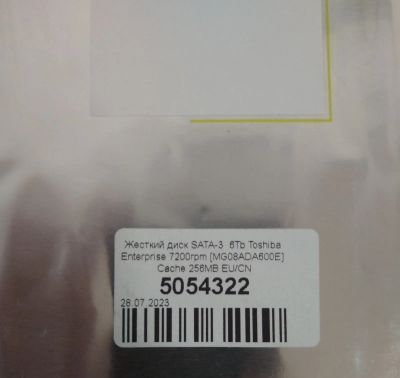 Жесткий диск SATA-3 6Tb Toshiba
Enterprise 7200rpm [MG08ADA600E]
Cache 256MB EU/CN
5054322
28.07.2023